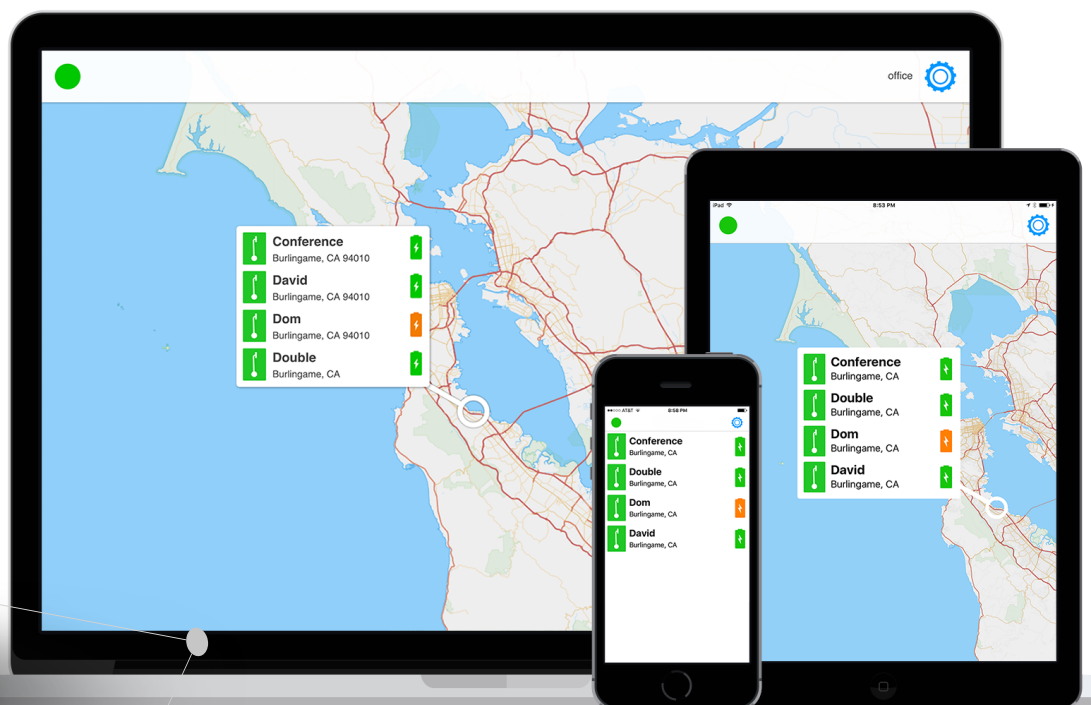 office
Conference
Burlingame, CA 94010
David
Burlingame, CA 94010
Dom
Burlingame, CA 94010
Double
Burlingame, CA
iPad
8:53 PM
Conference
Burlingame, CA
Double
Burlingame, CA
Dom
Burlingame, CA
David
Burlingame, CA
AT&T
8:58 PM
Conference
Burlingame, CA
Double
Burlingame, CA
Dom
Burlingame, CA
David
Burlingame, CA